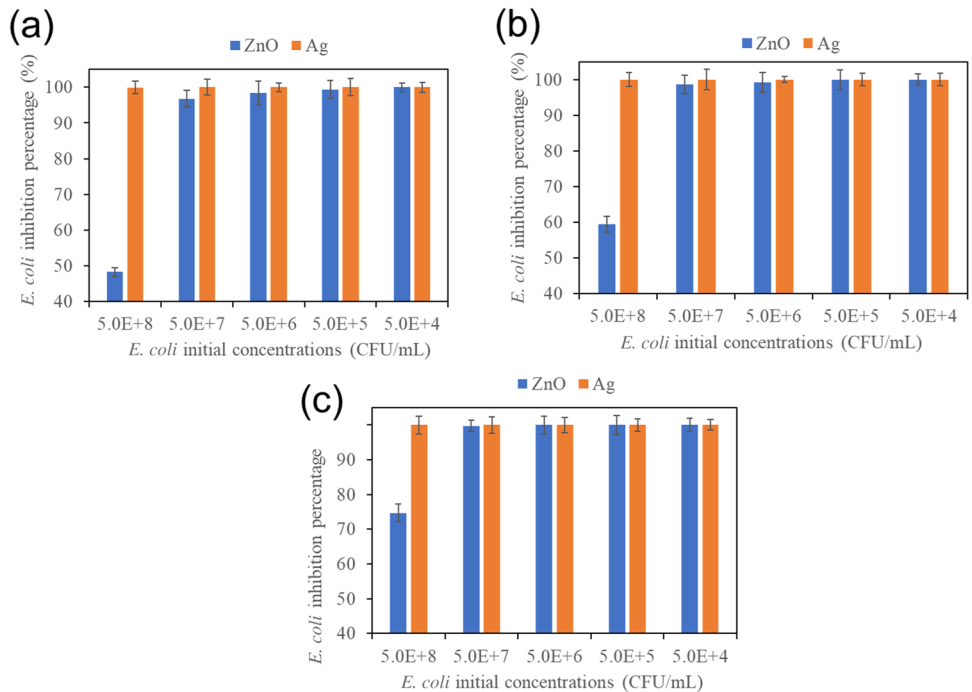 (a)
ZnO Ag
E. coli inhibition percentage (%)
100
90
80
70
60
50
40
5.0E+8 5.0E+7 5.0E+6 5.0E+5 5.0E+4
E. coli initial concentrations (CFU/mL)
(b)
ZnO Ag
E. coli inhibition percentage (%)
100
90
80
70
60
50
40
5.0E+8 5.0E+7 5.0E+6 5.0E+5 5.0E+4
E. coli initial concentrations (CFU/mL)
(c)
ZnO Ag
E. coli inhibition percentage
90
80
70
60
50
40
5.0E+8 5.0E+7 5.0E+6 5.0E+5 5.0E+4
E. coli initial concentrations (CFU/mL)